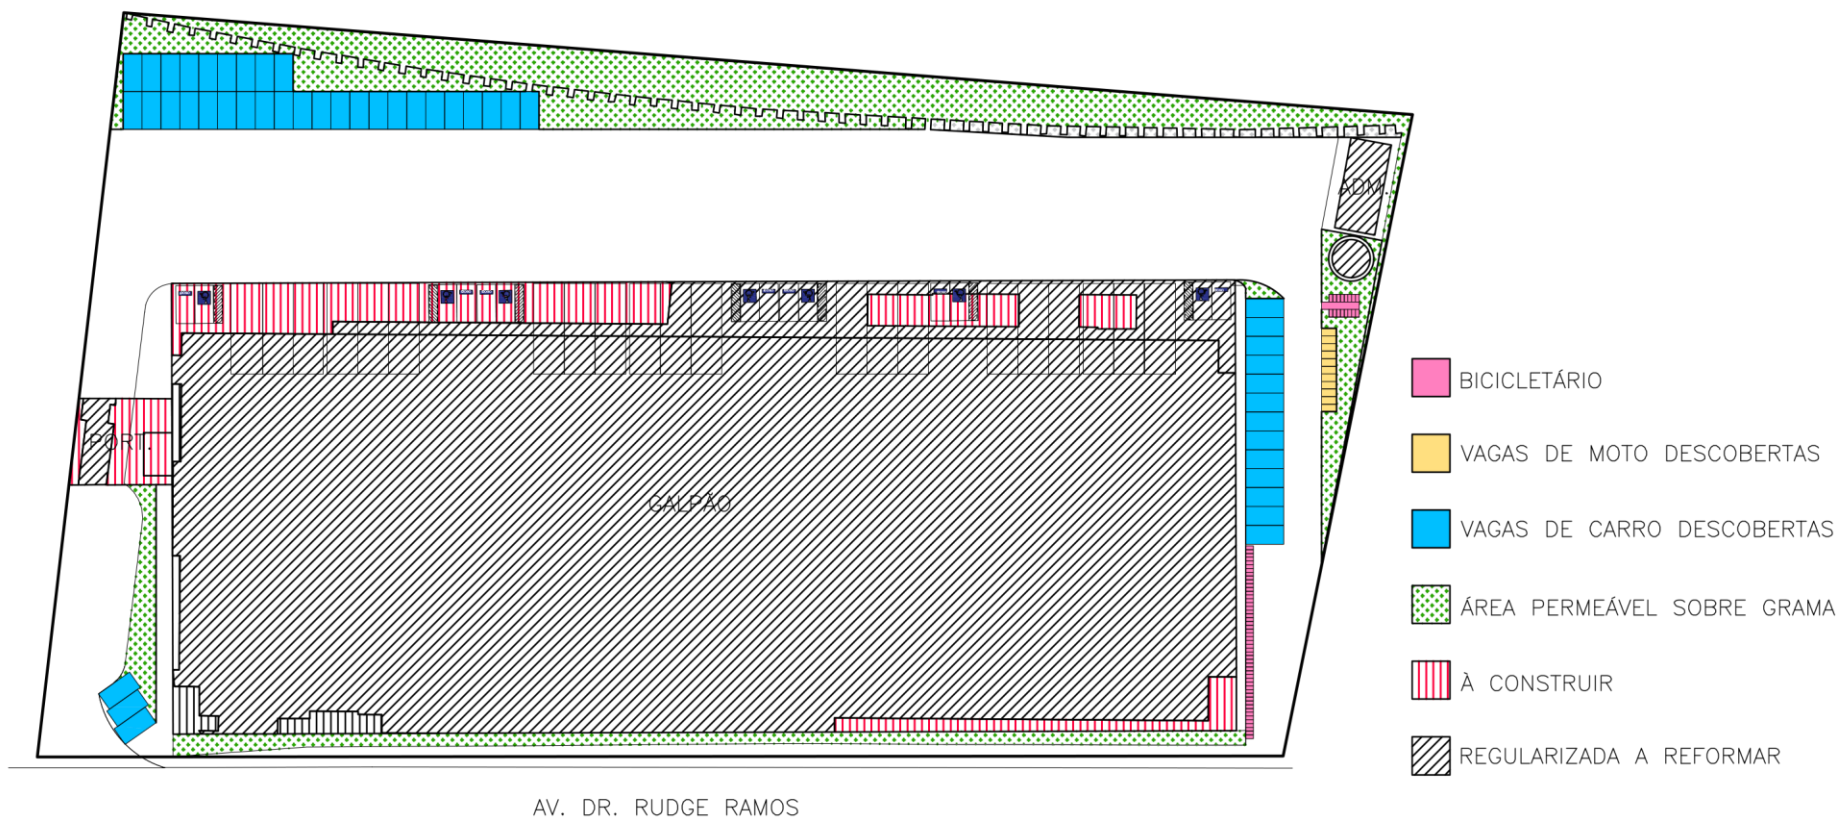 ADM.
PORT.
GALPÃO
BICICLETÁRIO
VAGAS DE MOTO DESCOBERTAS
VAGAS DE CARRO DESCOBERTAS
ÁREA PERMEÁVEL SOBRE GRAMA
À CONSTRUIR
REGULARIZADA A REFORMAR
AV. DR. RUDGE RAMOS